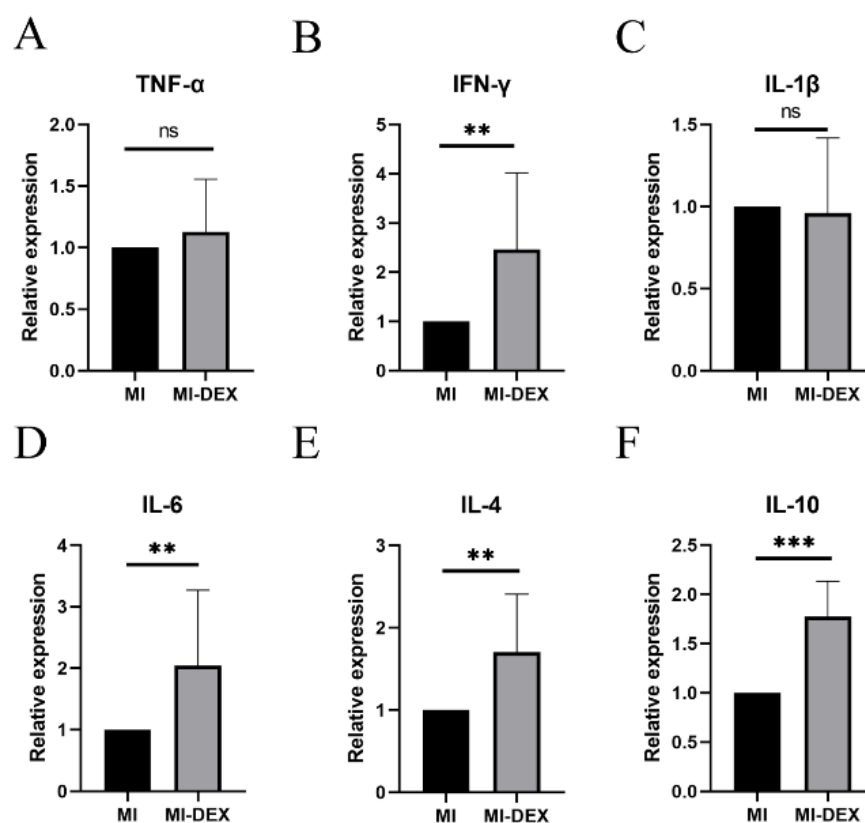 A
TNF-α
Relative expression
2.0
1.5
1.0
0.5
0.0
ns
MI
MI-DEX
B
IFN-γ
Relative expression
5
4
3
2
1
0
**
MI
MI-DEX
C
IL-1β
Relative expression
1.5
1.0
0.5
0.0
ns
MI
MI-DEX
D
IL-6
Relative expression
4
3
2
1
0
**
MI
MI-DEX
E
IL-4
Relative expression
3
2
1
0
**
MI
MI-DEX
F
IL-10
Relative expression
2.5
2.0
1.5
1.0
0.5
0.0
***
MI
MI-DEX